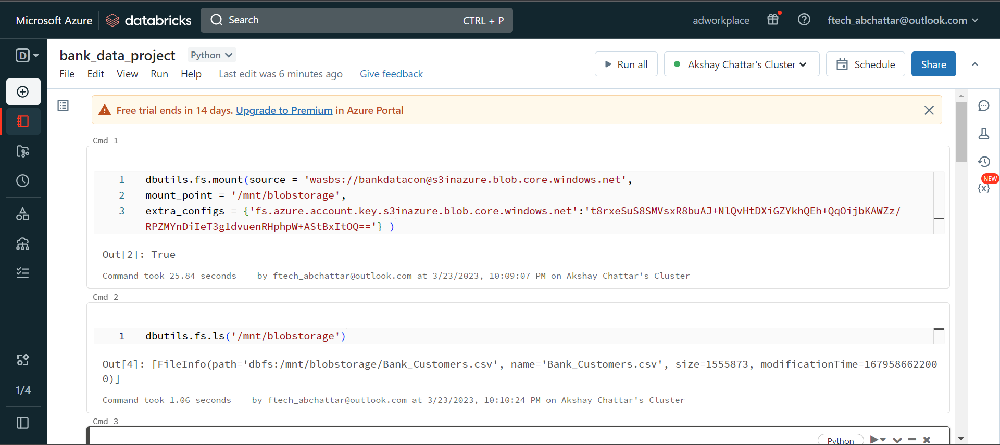 Microsoft Azure databricks Search CTRL + P adworkplace ftech_abchattar@outlook.com
D bank_data_project Python
File Edit View Run Help Last edit was 6 minutes ago Give feedback Run all Akshay Chattar's Cluster Schedule Share
Free trial ends in 14 days. Upgrade to Premium in Azure Portal
Cmd 1
1 dbutils.fs.mount(source = 'wasbs://bankdatacon@s3inazure.blob.core.windows.net',
2 mount_point = '/mnt/blobstorage',
3 extra_configs = {'fs.azure.account.key.s3inazure.blob.core.windows.net':'t8rxeSuS8SMVsxR8buAJ+NlQvHtDXiGZYkhQEh+QqOijbKAWZz/
RPZMYnDiIeT3g1dvuenRHphpW+AStBxItOQ=='} )
NEW
{x}
Out[2]: True
Command took 25.84 seconds -- by ftech_abchattar@outlook.com at 3/23/2023, 10:09:07 PM on Akshay Chattar's Cluster
Cmd 2
1 dbutils.fs.ls('/mnt/blobstorage')
Out[4]: [FileInfo(path='dbfs:/mnt/blobstorage/Bank_Customers.csv', name='Bank_Customers.csv', size=1555873, modificationTime=167958662200
0)]
1/4
Command took 1.06 seconds -- by ftech_abchattar@outlook.com at 3/23/2023, 10:10:24 PM on Akshay Chattar's Cluster
Cmd 3
Python